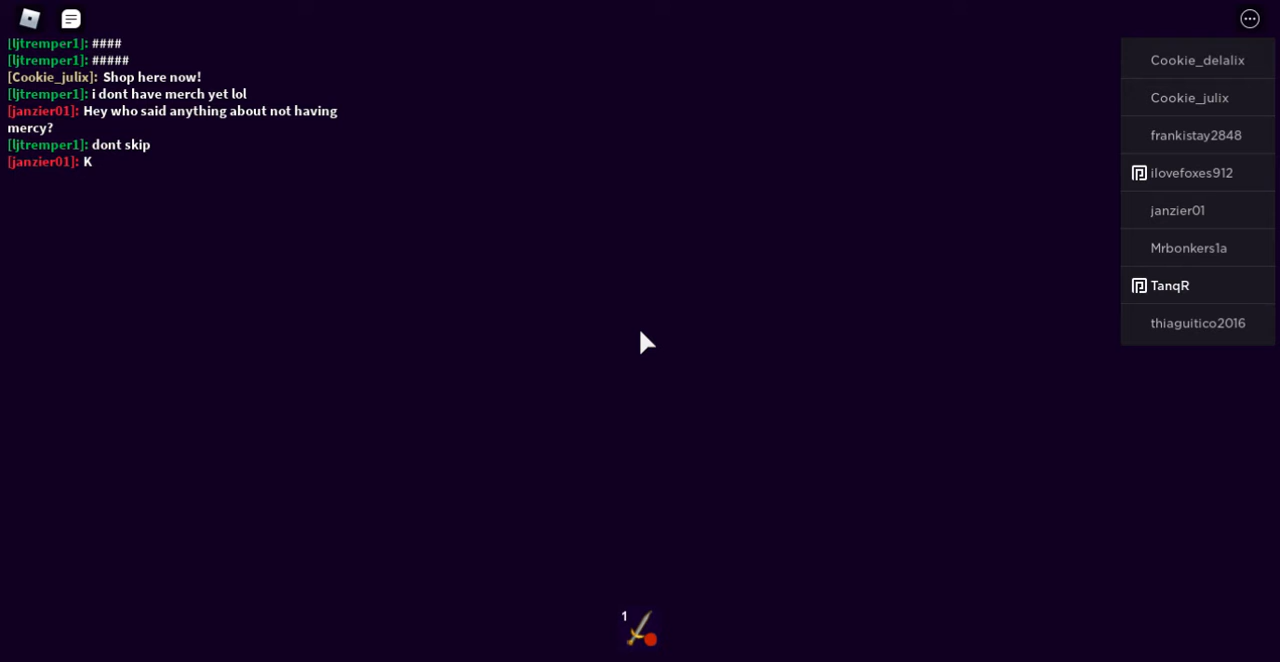 [ljtremper1]: ####
[ljtremper1]: #####
[Cookie_julix]: Shop here now!
[ljtremper1]: i dont have merch yet lol
[janzier01]: Hey who said anything about not having
mercy?
[ljtremper1]: dont skip
[janzier01]: K
Cookie_delalix
Cookie_julix
frankistay2848
ilovefoxes912
janzier01
Mrbonkers1a
TanqR
thiaguitico2016
1